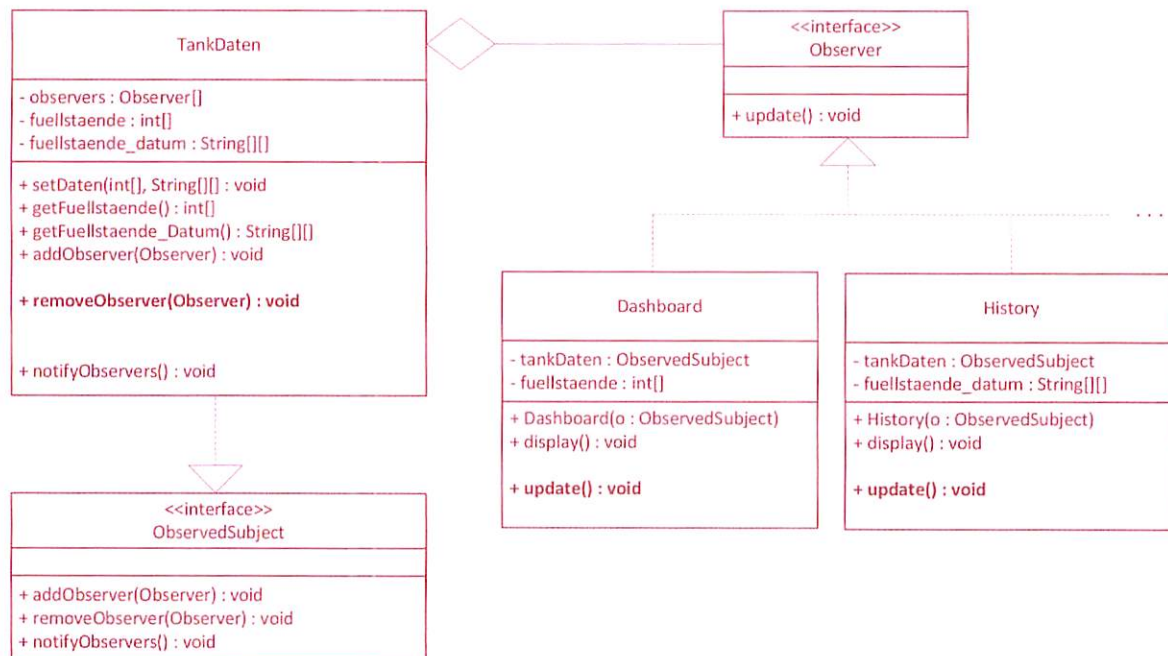 TankDaten
- observers : Observer[]
- fuellstaende : int[]
- fuellstaende_datum : String[][]
+ setDaten(int[], String[][] : void
+ getFuellstaende() : int[]
+ getFuellstaende_Datum() : String[][]
+ addObserver(Observer) : void
+ removeObserver(Observer) : void
+ notifyObservers() : void
<<interface>>
Observer
+ update() : void
...
Dashboard
- tankDaten : ObservedSubject
- fuellstaende : int[]
+ Dashboard(o : ObservedSubject)
+ display() : void
+ update() : void
History
- tankDaten : ObservedSubject
- fuellstaende_datum : String[][]
+ History(o : ObservedSubject)
+ display() : void
+ update() : void
<<interface>>
ObservedSubject
+ addObserver(Observer) : void
+ removeObserver(Observer) : void
+ notifyObservers() : void